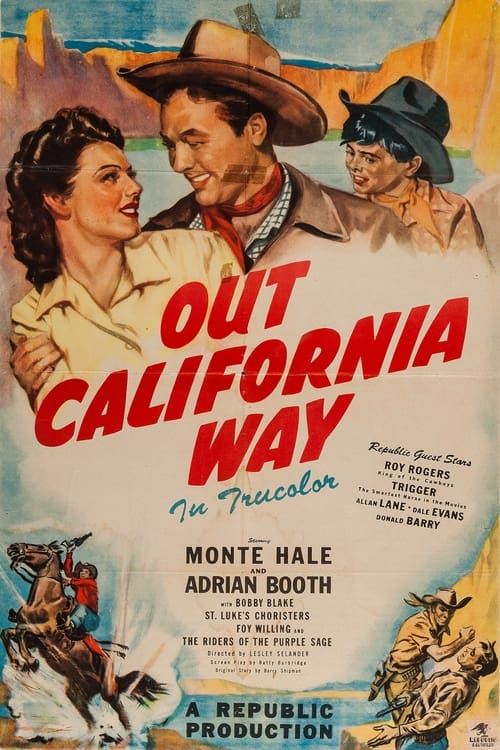 OUT
CALIFORNIA
WAY
In Trucolor
Republic Guest Stars
ROY ROGERS
King of the Cowboys
TRIGGER
The Smartest Horse in the Movies
ALLAN LANE • DALE EVANS
DONALD BARRY
Starring
MONTE HALE
AND
ADRIAN BOOTH
WITH BOBBY BLAKE
ST. LUKE'S CHORISTERS
FOY WILLING AND
THE RIDERS OF THE PURPLE SAGE
Directed by LESLEY SELANDER
Screen Play by Betty Burbridge
Original Story by Barry Shipman
A REPUBLIC
PRODUCTION
REPUBLIC